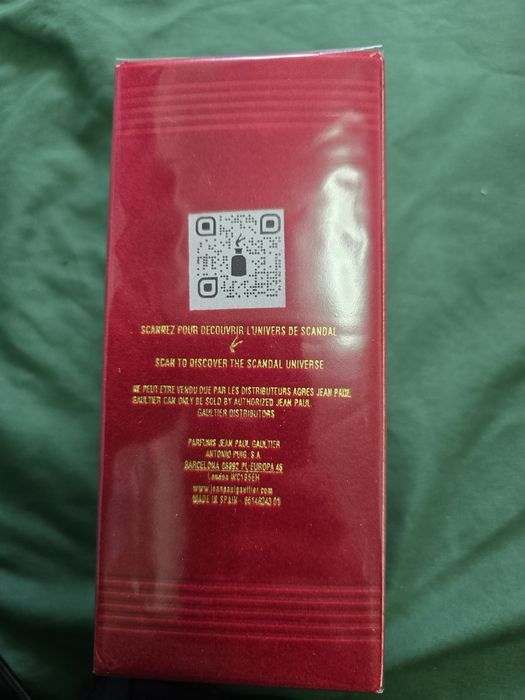 SCANNEZ POUR DECOUVRIR L'UNIVERS DE SCANDAL
SCAN TO DISCOVER THE SCANDAL UNIVERSE
NE PEUT ETRE VENDU QUE PAR LES DISTRIBUTEURS AGREES JEAN PAUL
GAULTIER CAN ONLY BE SOLD BY AUTHORIZED JEAN PAUL
GAULTIER DISTRIBUTORS
PARFUMS JEAN PAUL GAULTIER
ANTONIO PUIG, S.A
BARCELONA 08902 PL EUROPA 46
London WC1B5EH
www.jeanpaulgaultier.com
MADE IN SPAIN -